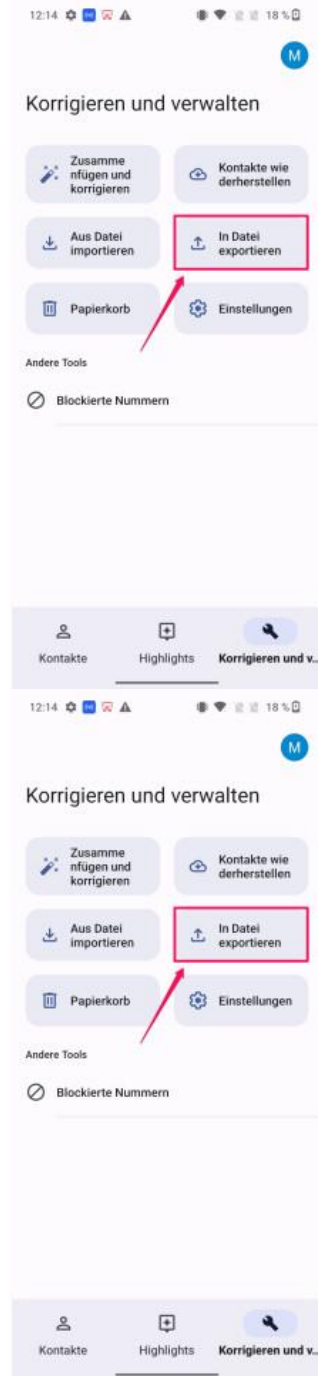 12:14 18 %
M
Korrigieren und verwalten
Zusamme
nfügen und
korrigieren
Kontakte wie
derherstellen
Aus Datei
importieren
In Datei
exportieren
Papierkorb
Einstellungen
Andere Tools
Blockierte Nummern
Kontakte
Highlights
Korrigieren und v...
12:14 18 %
M
Korrigieren und verwalten
Zusamme
nfügen und
korrigieren
Kontakte wie
derherstellen
Aus Datei
importieren
In Datei
exportieren
Papierkorb
Einstellungen
Andere Tools
Blockierte Nummern
Kontakte
Highlights
Korrigieren und v...